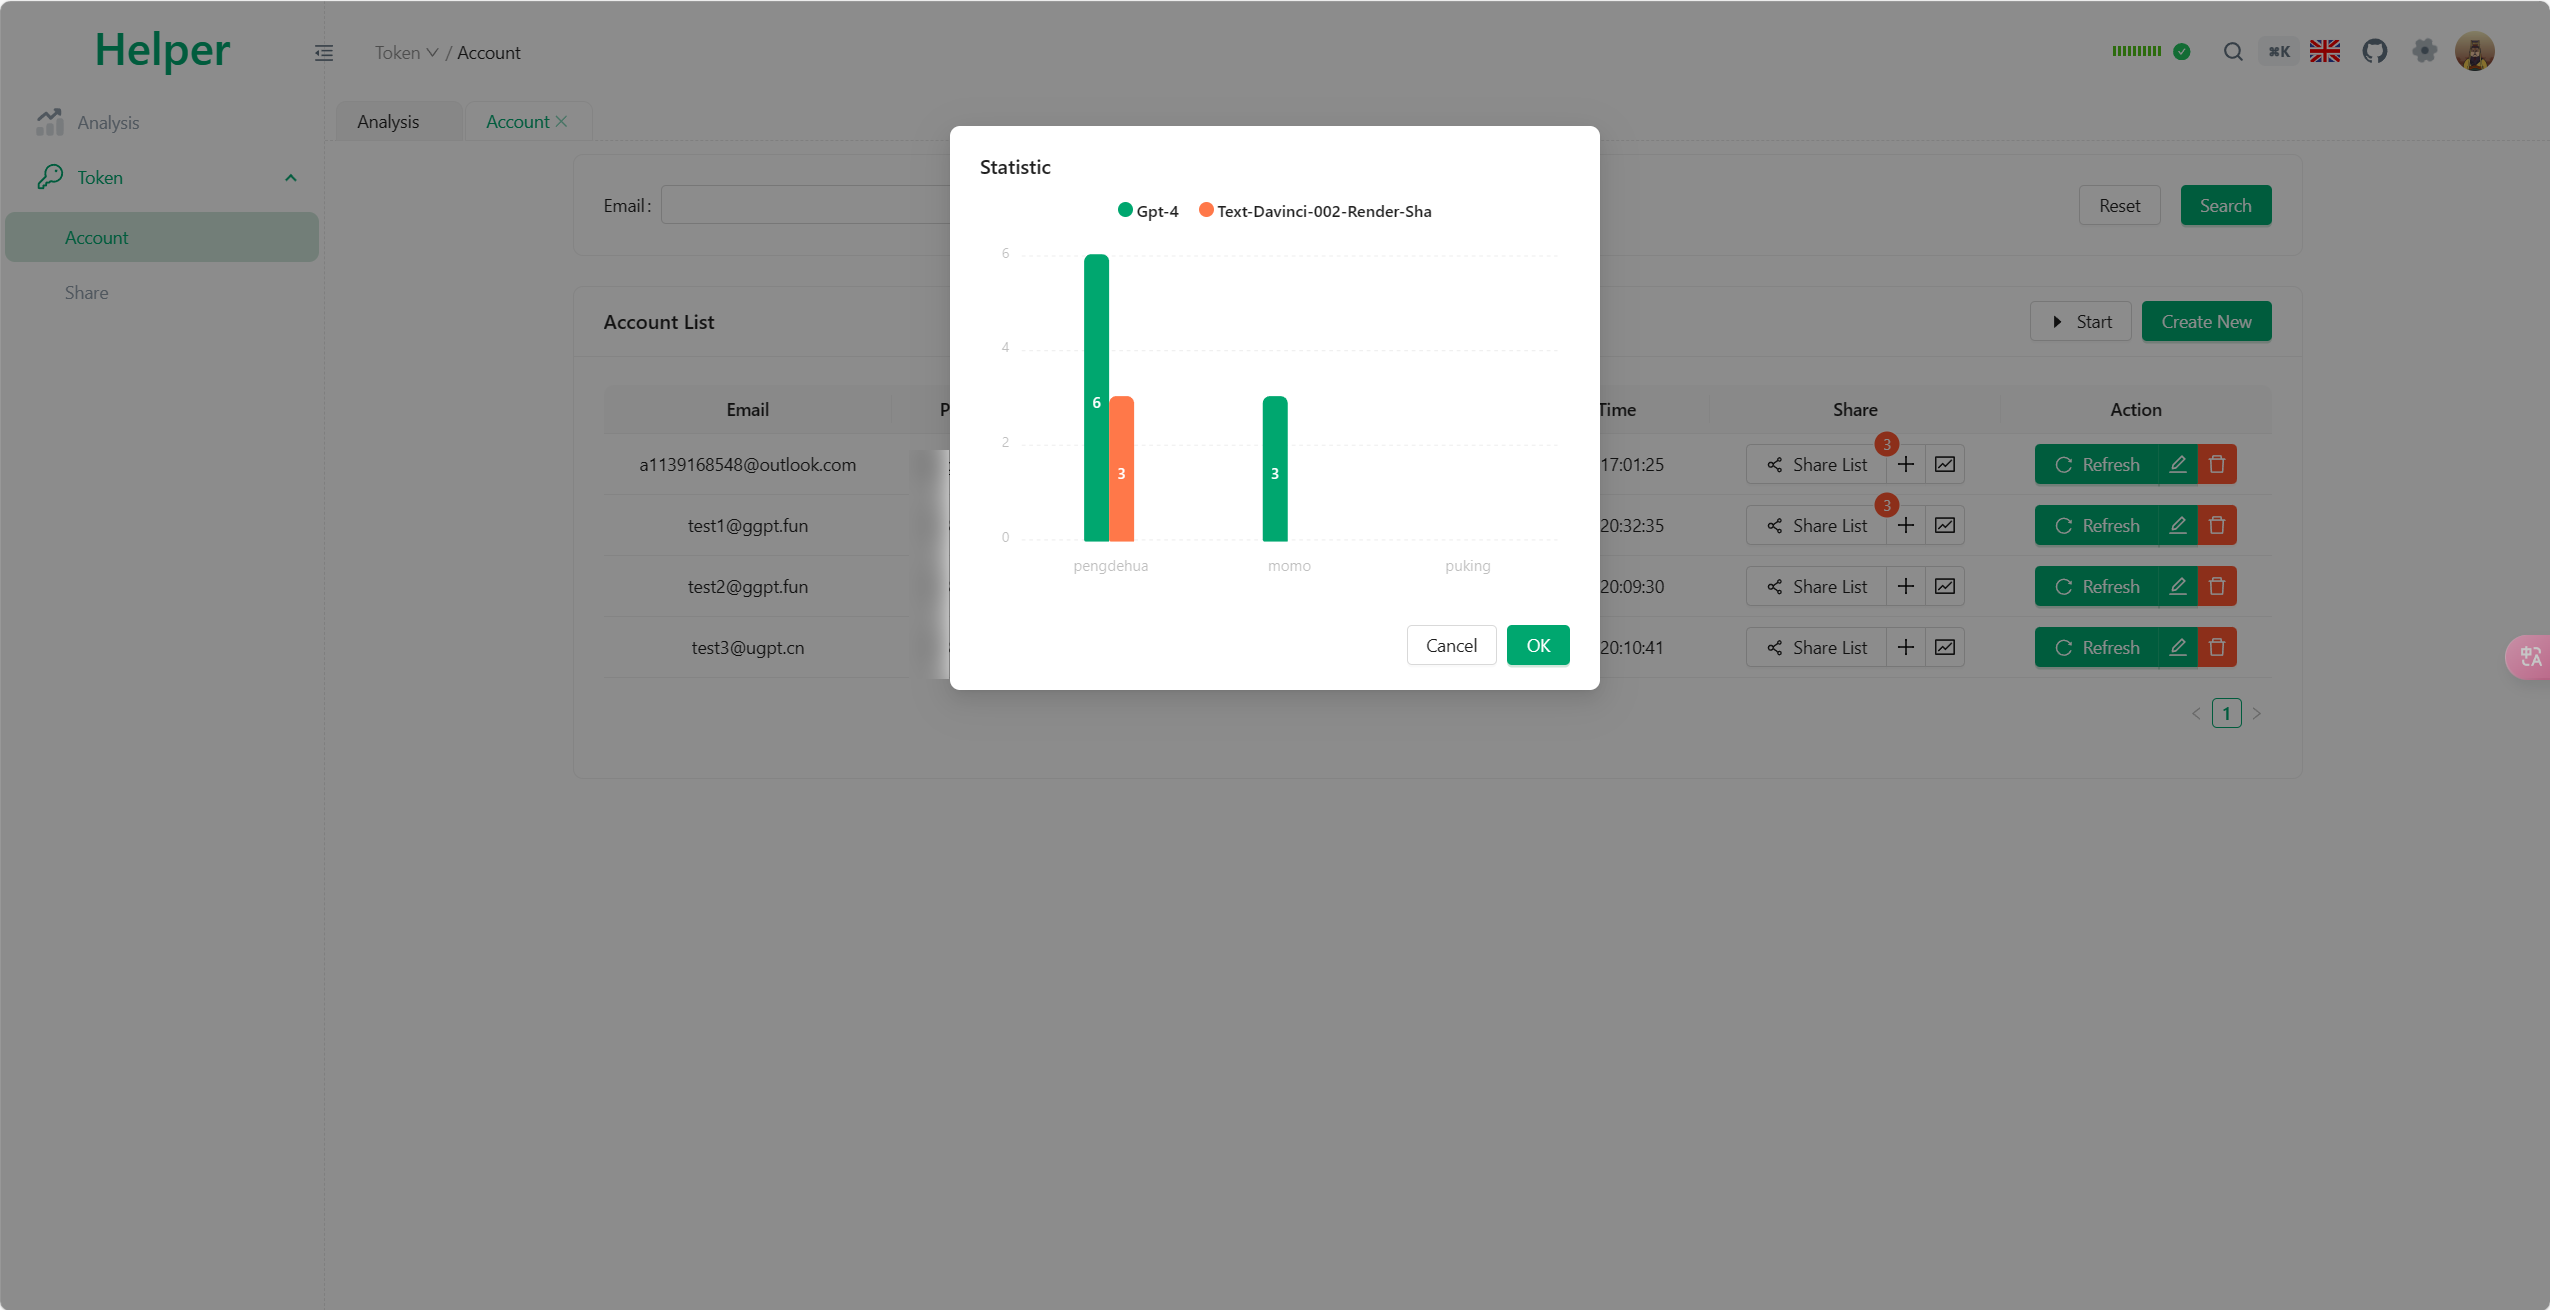 Helper
Token / Account
⌘K
Analysis
Token
Account
Share
Analysis
Account
Email :
Reset
Search
Account List
Start
Create New
Email
Time
Share
Action
a1139168548@outlook.com
17:01:25
Share List
3
Refresh
test1@ggpt.fun
20:32:35
Share List
3
Refresh
test2@ggpt.fun
20:09:30
Share List
Refresh
test3@ugpt.cn
20:10:41
Share List
Refresh
1
Statistic
Gpt-4 Text-Davinci-002-Render-Sha
6
4
2
0
6
3
3
pengdehua momo puking
Cancel
OK
中A